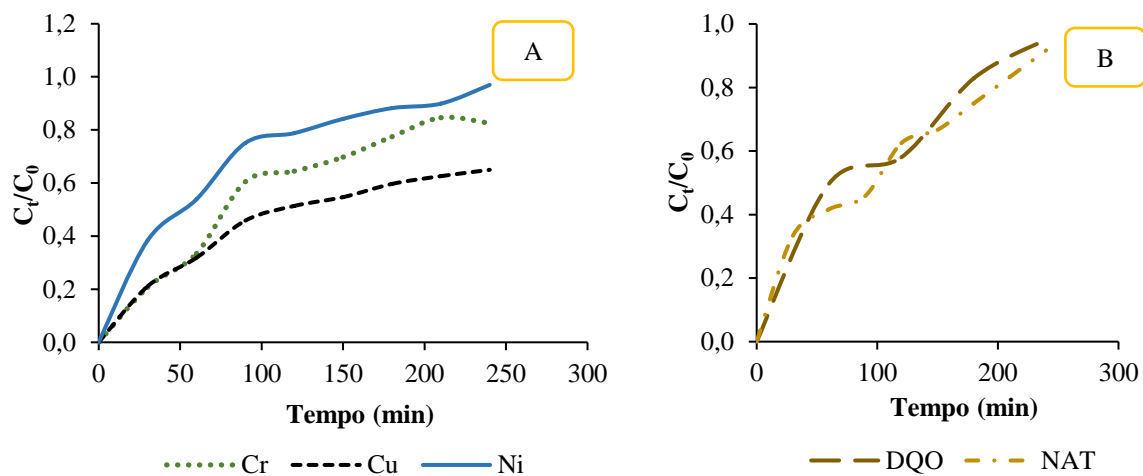 A
1,2
1,0
0,8
0,6
0,4
0,2
0,0
Ct/C0
0 50 100 150 200 250 300
Tempo (min)
Cr Cu Ni
B
1,0
0,8
0,6
0,4
0,2
0,0
Ct/C0
0 100 200 300
Tempo (min)
DQO NAT